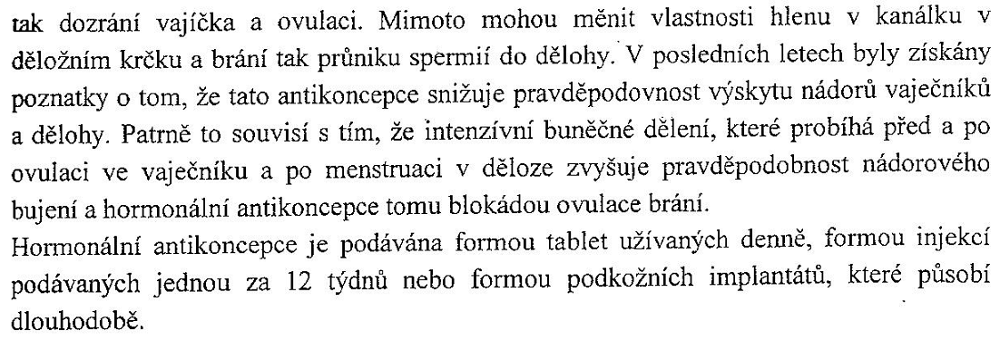 tak dozrání vajíčka a ovulaci. Mimoto mohou měnit vlastnosti hlenu v kanálku v
děložním krčku a brání tak průniku spermií do dělohy. V posledních letech byly získány
poznatky o tom, že tato antikoncepce snižuje pravděpodovnost výskytu nádorů vaječníků
a dělohy. Patrně to souvisí s tím, že intenzívní buněčné dělení, které probíhá před a po
ovulaci ve vaječníku a po menstruaci v děloze zvyšuje pravděpodobnost nádorového
bujení a hormonální antikoncepce tomu blokádou ovulace brání.
Hormonální antikoncepce je podávána formou tablet užívaných denně, formou injekcí
podávaných jednou za 12 týdnů nebo formou podkožních implantátů, které působí
dlouhodobě.